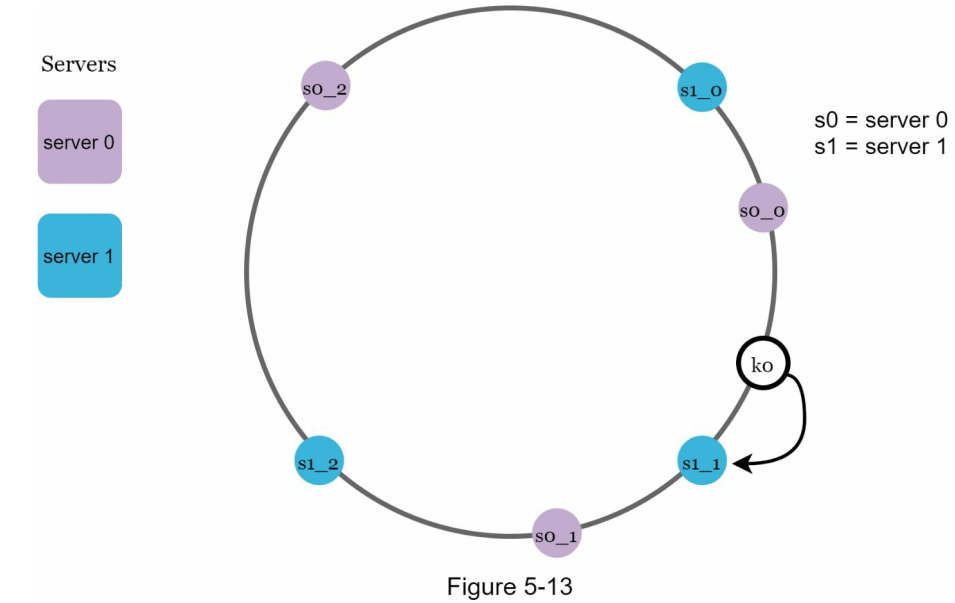 Servers
server 0
server 1
s0_2
s1_0
s0_0
k0
s1_1
s0_1
s1_2
s0 = server 0
s1 = server 1
Figure 5-13